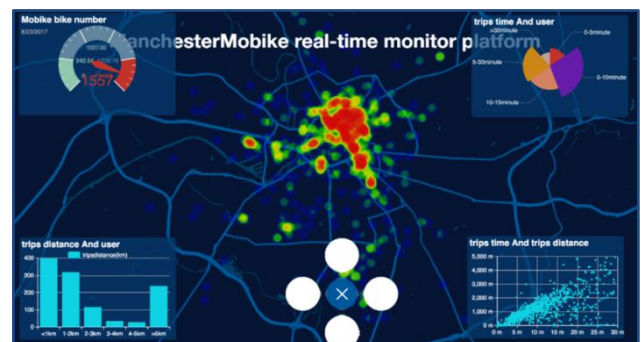 Mobike bike number
8/23/2017
1557
anchesterMobike real-time monitor platform
trips time And user
>30minute
0-5minute
5-10minute
10-15minute
trips distance And user
tripsdistance(km)
400
300
200
100
0
<1km 1-2km 2-3km 3-4km 4-5km >5km
trips time And trips distance
5,000 m
4,000 m
3,000 m
2,000 m
1,000 m
0 m
0 m 5 m 10 m 15 m 20 m 25 m 30 m